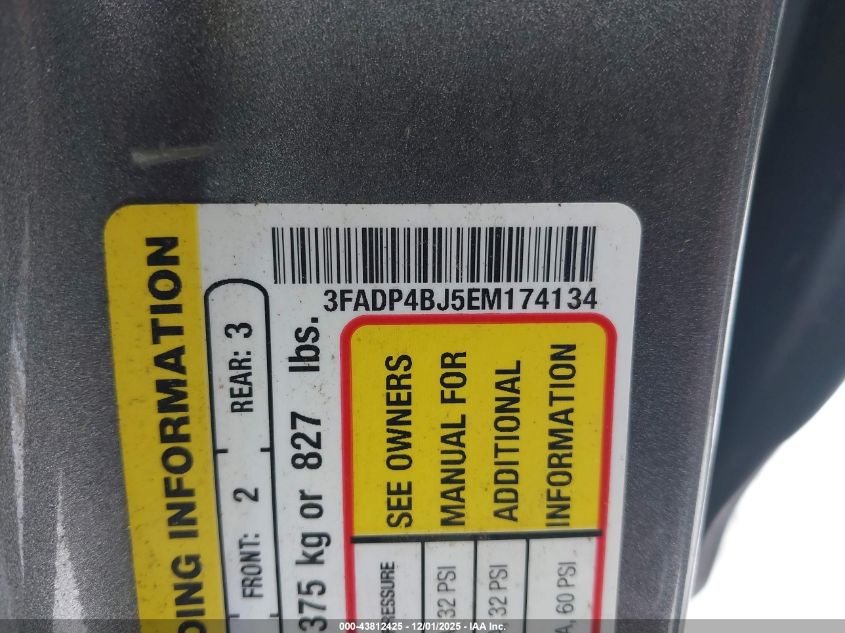 3FADP4BJ5EM174134
DING INFORMATION
FRONT: 2 REAR: 3
375 kg or 827 lbs.
SEE OWNERS
MANUAL FOR
ADDITIONAL
INFORMATION
32 PSI
32 PSI
60 PSI
000-43812425 - 12/01/2025 - IAA Inc.